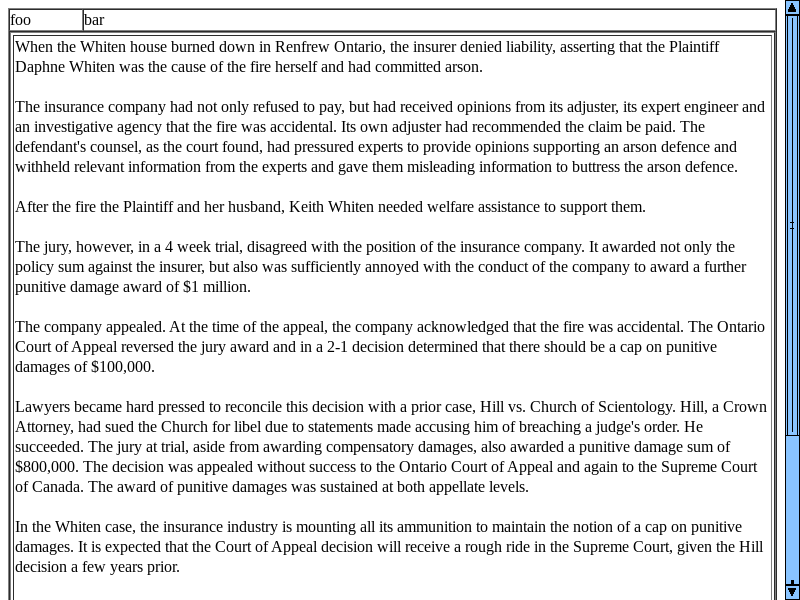 foo bar
When the Whiten house burned down in Renfrew Ontario, the insurer denied liability, asserting that the Plaintiff
Daphne Whiten was the cause of the fire herself and had committed arson.
The insurance company had not only refused to pay, but had received opinions from its adjuster, its expert engineer and
an investigative agency that the fire was accidental. Its own adjuster had recommended the claim be paid. The
defendant's counsel, as the court found, had pressured experts to provide opinions supporting an arson defence and
withheld relevant information from the experts and gave them misleading information to buttress the arson defence.
After the fire the Plaintiff and her husband, Keith Whiten needed welfare assistance to support them.
The jury, however, in a 4 week trial, disagreed with the position of the insurance company. It awarded not only the
policy sum against the insurer, but also was sufficiently annoyed with the conduct of the company to award a further
punitive damage award of $1 million.
The company appealed. At the time of the appeal, the company acknowledged that the fire was accidental. The Ontario
Court of Appeal reversed the jury award and in a 2-1 decision determined that there should be a cap on punitive
damages of $100,000.
Lawyers became hard pressed to reconcile this decision with a prior case, Hill vs. Church of Scientology. Hill, a Crown
Attorney, had sued the Church for libel due to statements made accusing him of breaching a judge's order. He
succeeded. The jury at trial, aside from awarding compensatory damages, also awarded a punitive damage sum of
$800,000. The decision was appealed without success to the Ontario Court of Appeal and again to the Supreme Court
of Canada. The award of punitive damages was sustained at both appellate levels.
In the Whiten case, the insurance industry is mounting all its ammunition to maintain the notion of a cap on punitive
damages. It is expected that the Court of Appeal decision will receive a rough ride in the Supreme Court, given the Hill
decision a few years prior.